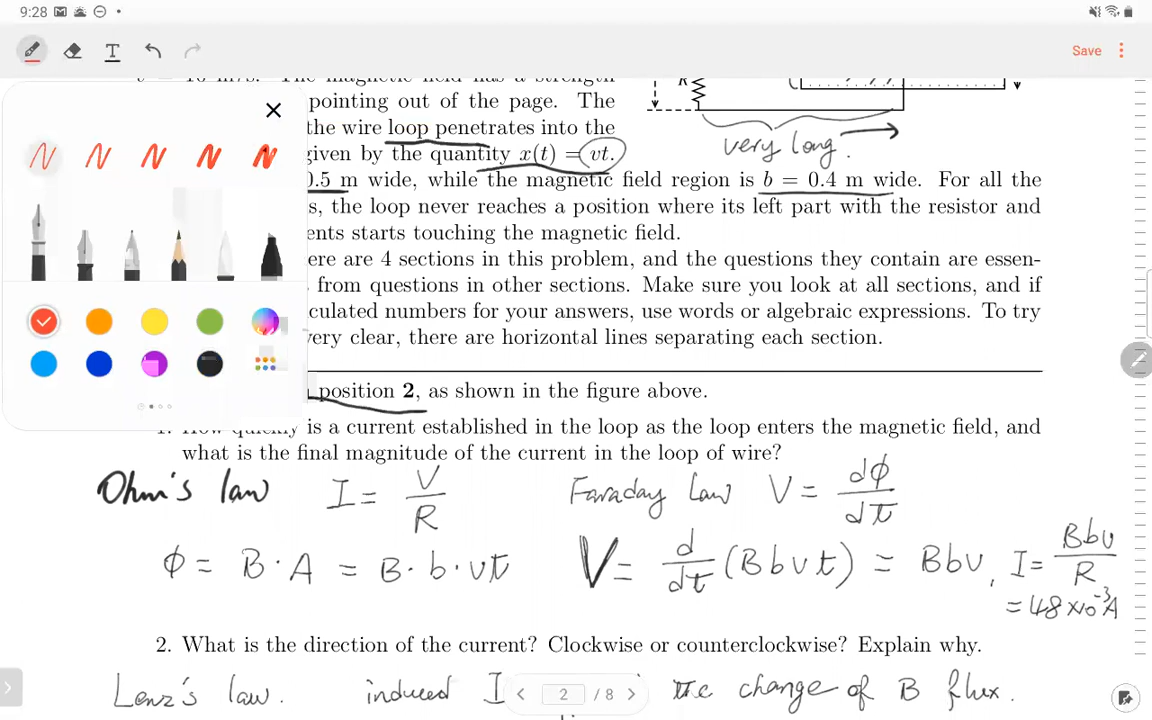 9:28
Save
pointing out of the page. The
the wire loop penetrates into the
given by the quantity x(t) = vt.
very long.
0.5 m wide, while the magnetic field region is b = 0.4 m wide. For all the
s, the loop never reaches a position where its left part with the resistor and
ents starts touching the magnetic field.
ere are 4 sections in this problem, and the questions they contain are essen-
from questions in other sections. Make sure you look at all sections, and if
culated numbers for your answers, use words or algebraic expressions. To try
very clear, there are horizontal lines separating each section.
position 2, as shown in the figure above.
is a current established in the loop as the loop enters the magnetic field, and
what is the final magnitude of the current in the loop of wire?
Ohm's law I = V/R Faraday Law V = dϕ/dt
ϕ = B · A = B · b · vt V = d/dt (Bbvt) = Bbv, I = Bbv/R
= 48 x10⁻³A
2. What is the direction of the current? Clockwise or counterclockwise? Explain why.
Lenz's law. induced I the change of B flux.
2 / 8